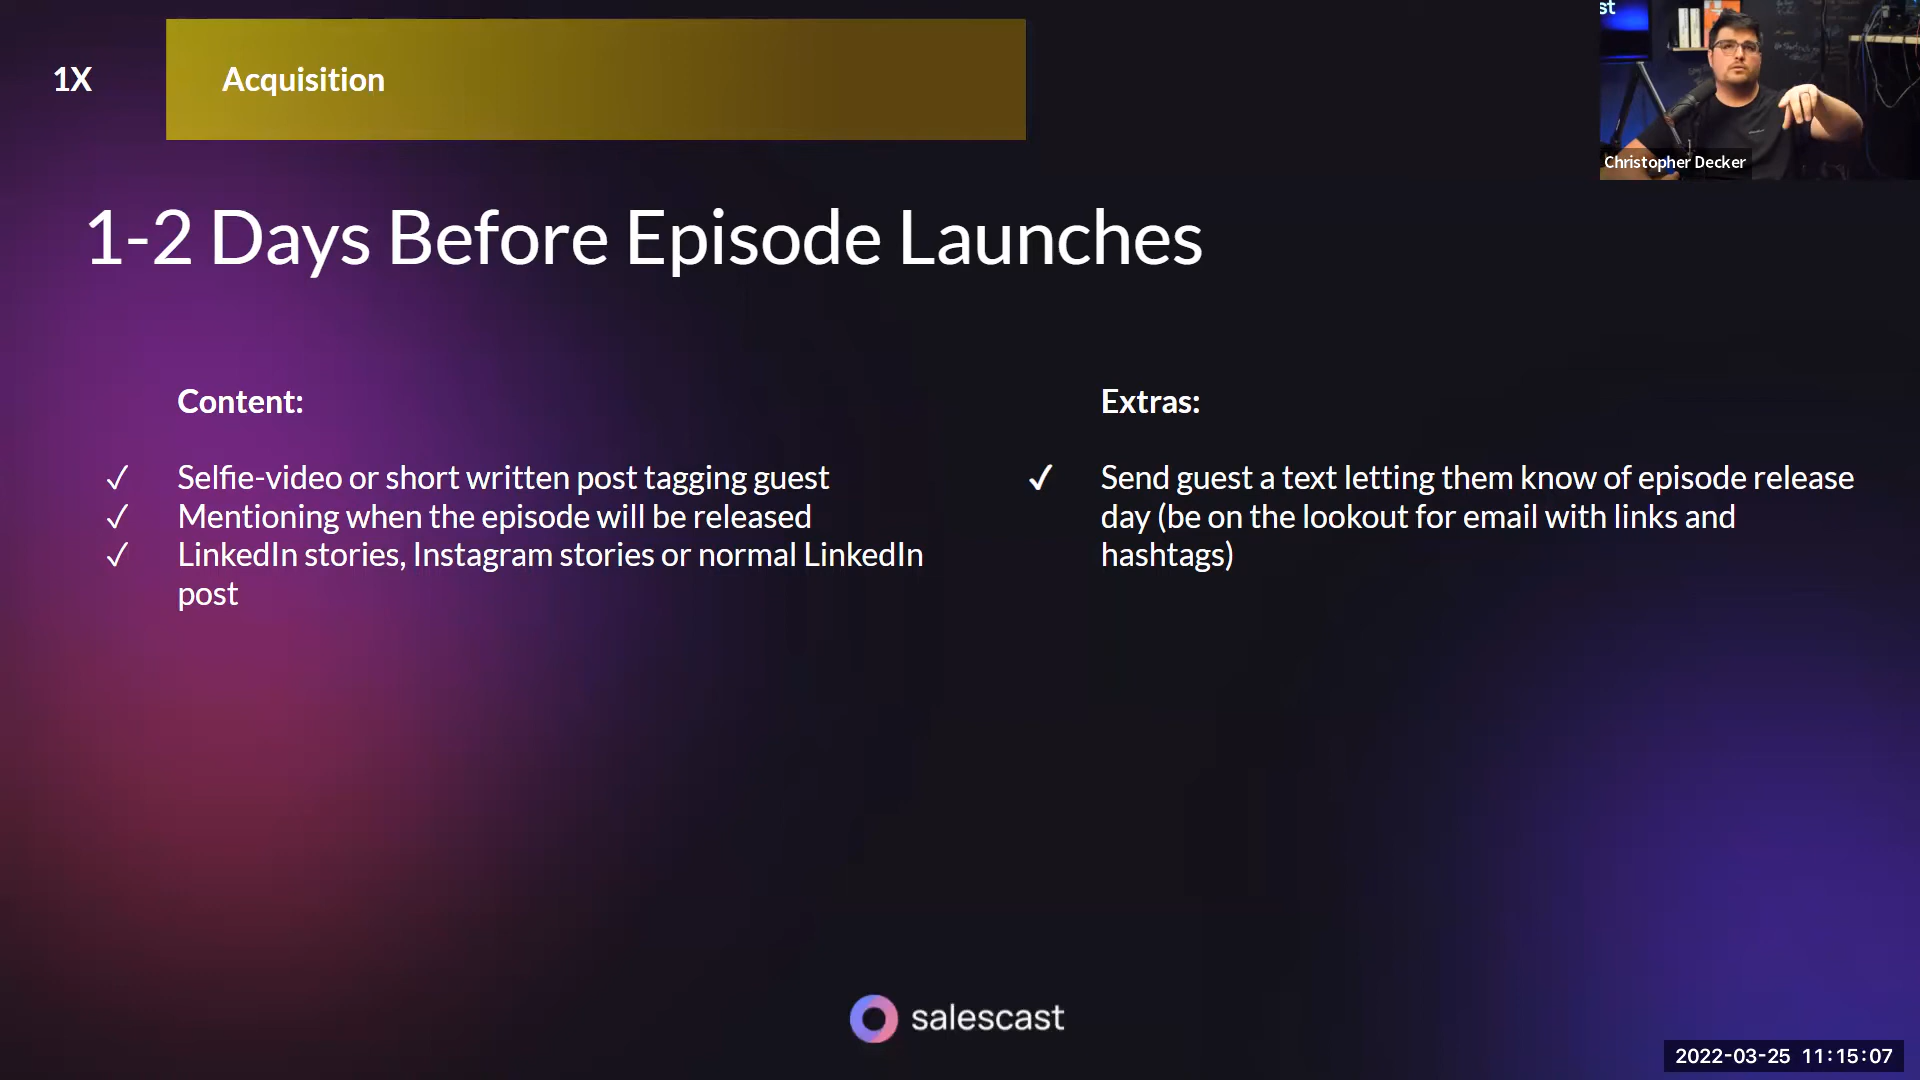 st
1X
Acquisition
Christopher Decker
1-2 Days Before Episode Launches
Content:
✓ Selfie-video or short written post tagging guest
✓ Mentioning when the episode will be released
✓ LinkedIn stories, Instagram stories or normal LinkedIn
post
Extras:
✓ Send guest a text letting them know of episode release
day (be on the lookout for email with links and
hashtags)
salescast
2022-03-25 11:15:07